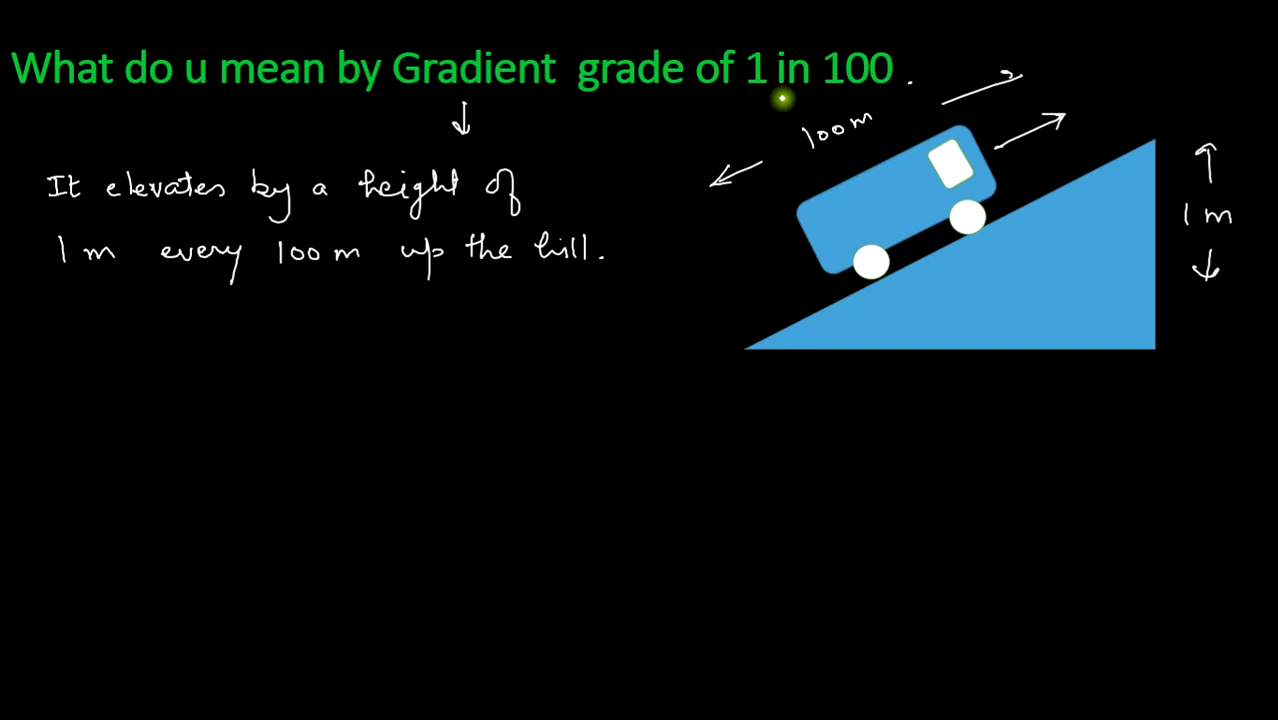 What do u mean by Gradient grade of 1 in 100 .
It elevates by a height of
1 m every 100 m up the hill.
100 m
1 m